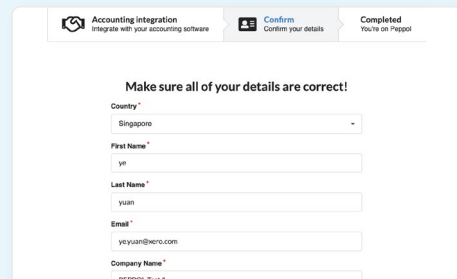 Accounting integration
Integrate with your accounting software
Confirm
Confirm your details
Completed
You're on Peppol
Make sure all of your details are correct!
Country *
Singapore
First Name *
ye
Last Name *
yuan
Email *
ye.yuan@xero.com
Company Name *